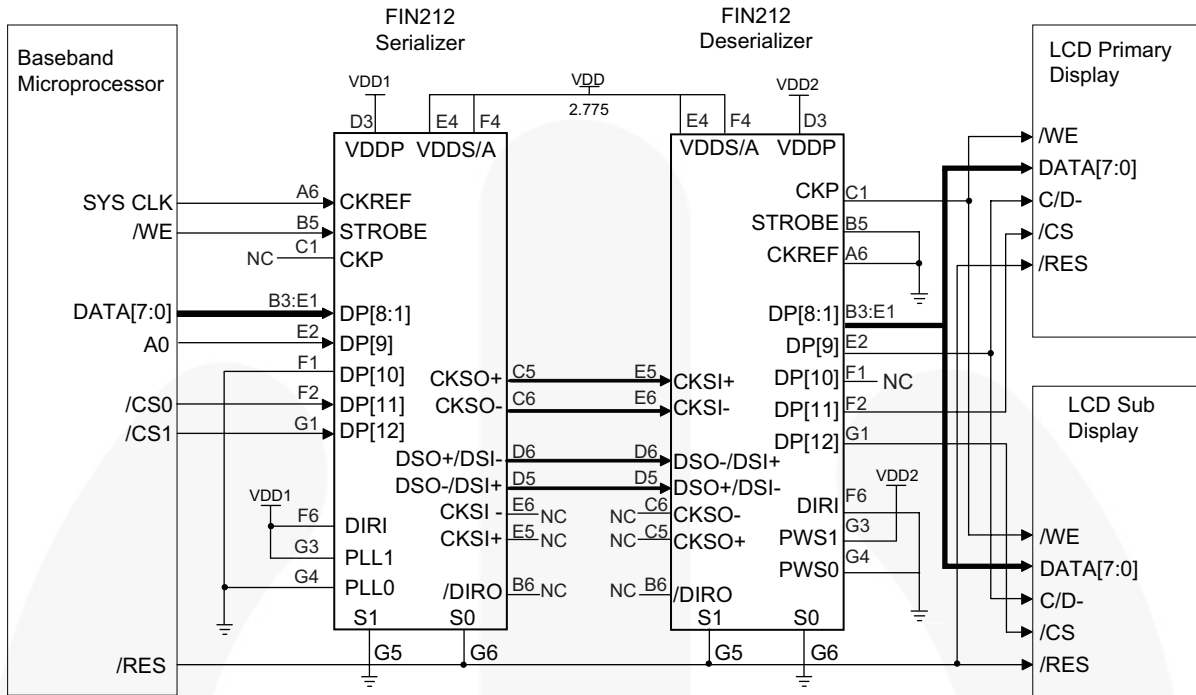 FIN212
Serializer
FIN212
Deserializer
Baseband
Microprocessor
SYS CLK
/WE
DATA[7:0]
A0
/CS0
/CS1
/RES
VDD1
D3
E4
F4
VDD
2.775
E4
F4
VDD2
D3
VDDP
VDDS/A
A6
CKREF
B5
STROBE
NC
C1
CKP
B3:E1
DP[8:1]
E2
DP[9]
F1
DP[10]
F2
DP[11]
G1
DP[12]
VDD1
F6
DIRI
G3
PLL1
G4
PLL0
CKSO+
C5
CKSO-
C6
DSO+/DSI-
D6
DSO-/DSI+
D5
CKSI -
E6
NC
CKSI+
E5
NC
/DIRO
B6
NC
S1
S0
G5
G6
VDDS/A
VDDP
CKP
C1
STROBE
B5
CKREF
A6
DP[8:1]
B3:E1
DP[9]
E2
DP[10]
F1
NC
DP[11]
F2
DP[12]
G1
E5
CKSI+
E6
CKSI-
D6
DSO-/DSI+
D5
DSO+/DSI-
NC
C6
CKSO-
NC
C5
CKSO+
NC
B6
/DIRO
VDD2
DIRI
F6
PWS1
G3
PWS0
G4
S1
S0
G5
G6
LCD Primary
Display
/WE
DATA[7:0]
C/D-
/CS
/RES
LCD Sub
Display
/WE
DATA[7:0]
C/D-
/CS
/RES